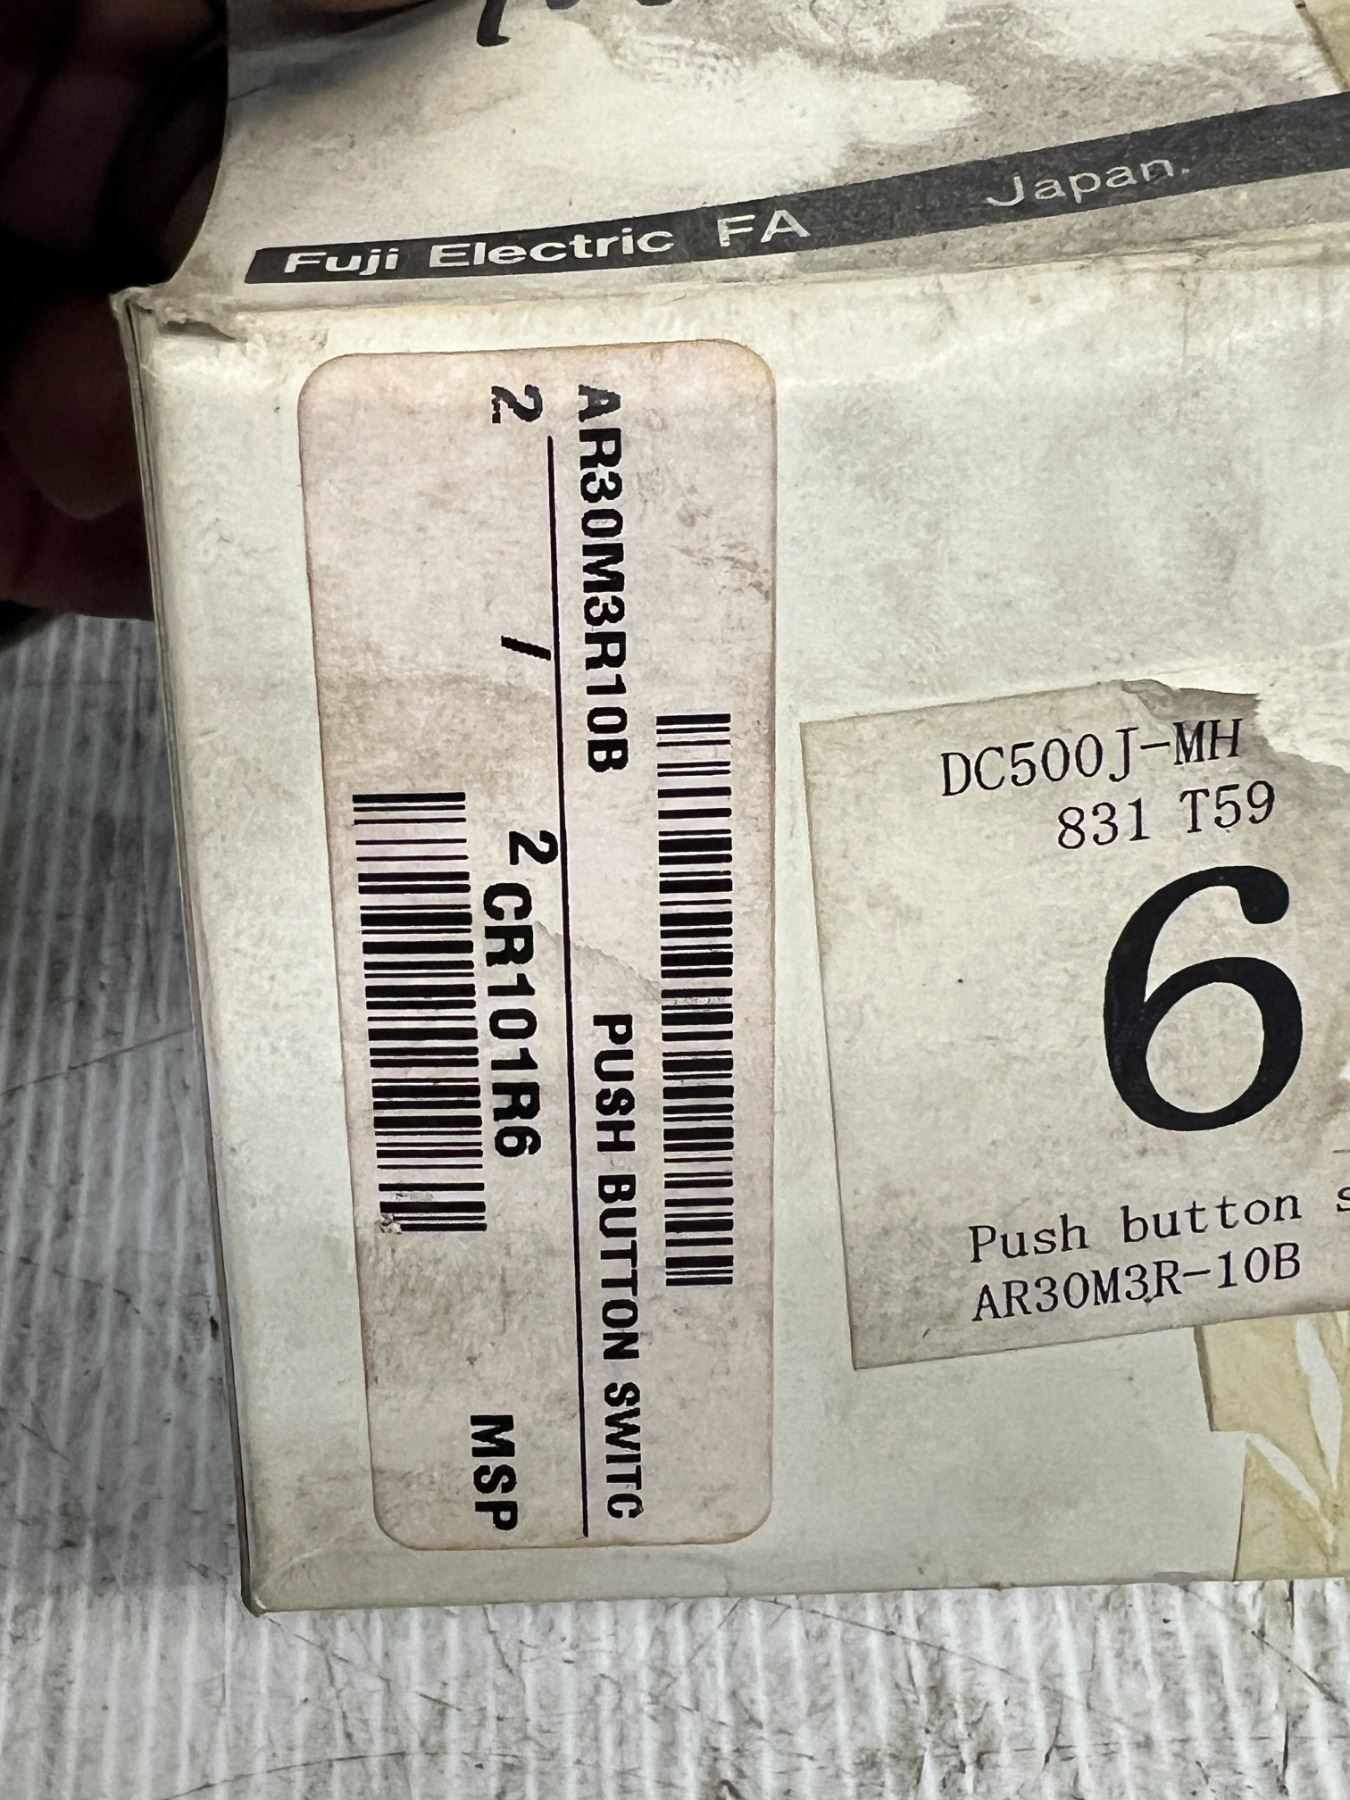 Fuji Electric FA Japan.
AR30M3R10B PUSH BUTTON SWITC
2 / 2
CR101R6 MSP
DC500J-MH
831 T59
6
Push button
AR30M3R-10B